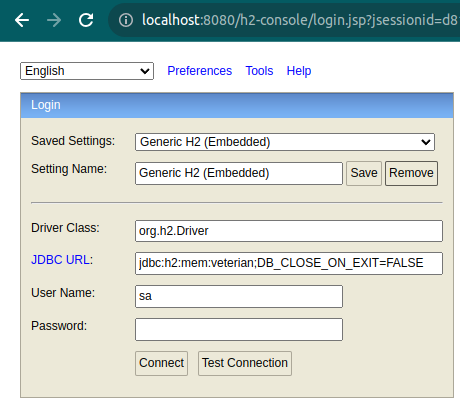 localhost:8080/h2-console/login.jsp?jsessionid=d8
English Preferences Tools Help
Login
Saved Settings: Generic H2 (Embedded)
Setting Name: Generic H2 (Embedded) Save Remove
Driver Class: org.h2.Driver
JDBC URL: jdbc:h2:mem:veterian;DB_CLOSE_ON_EXIT=FALSE
User Name: sa
Password:
Connect Test Connection